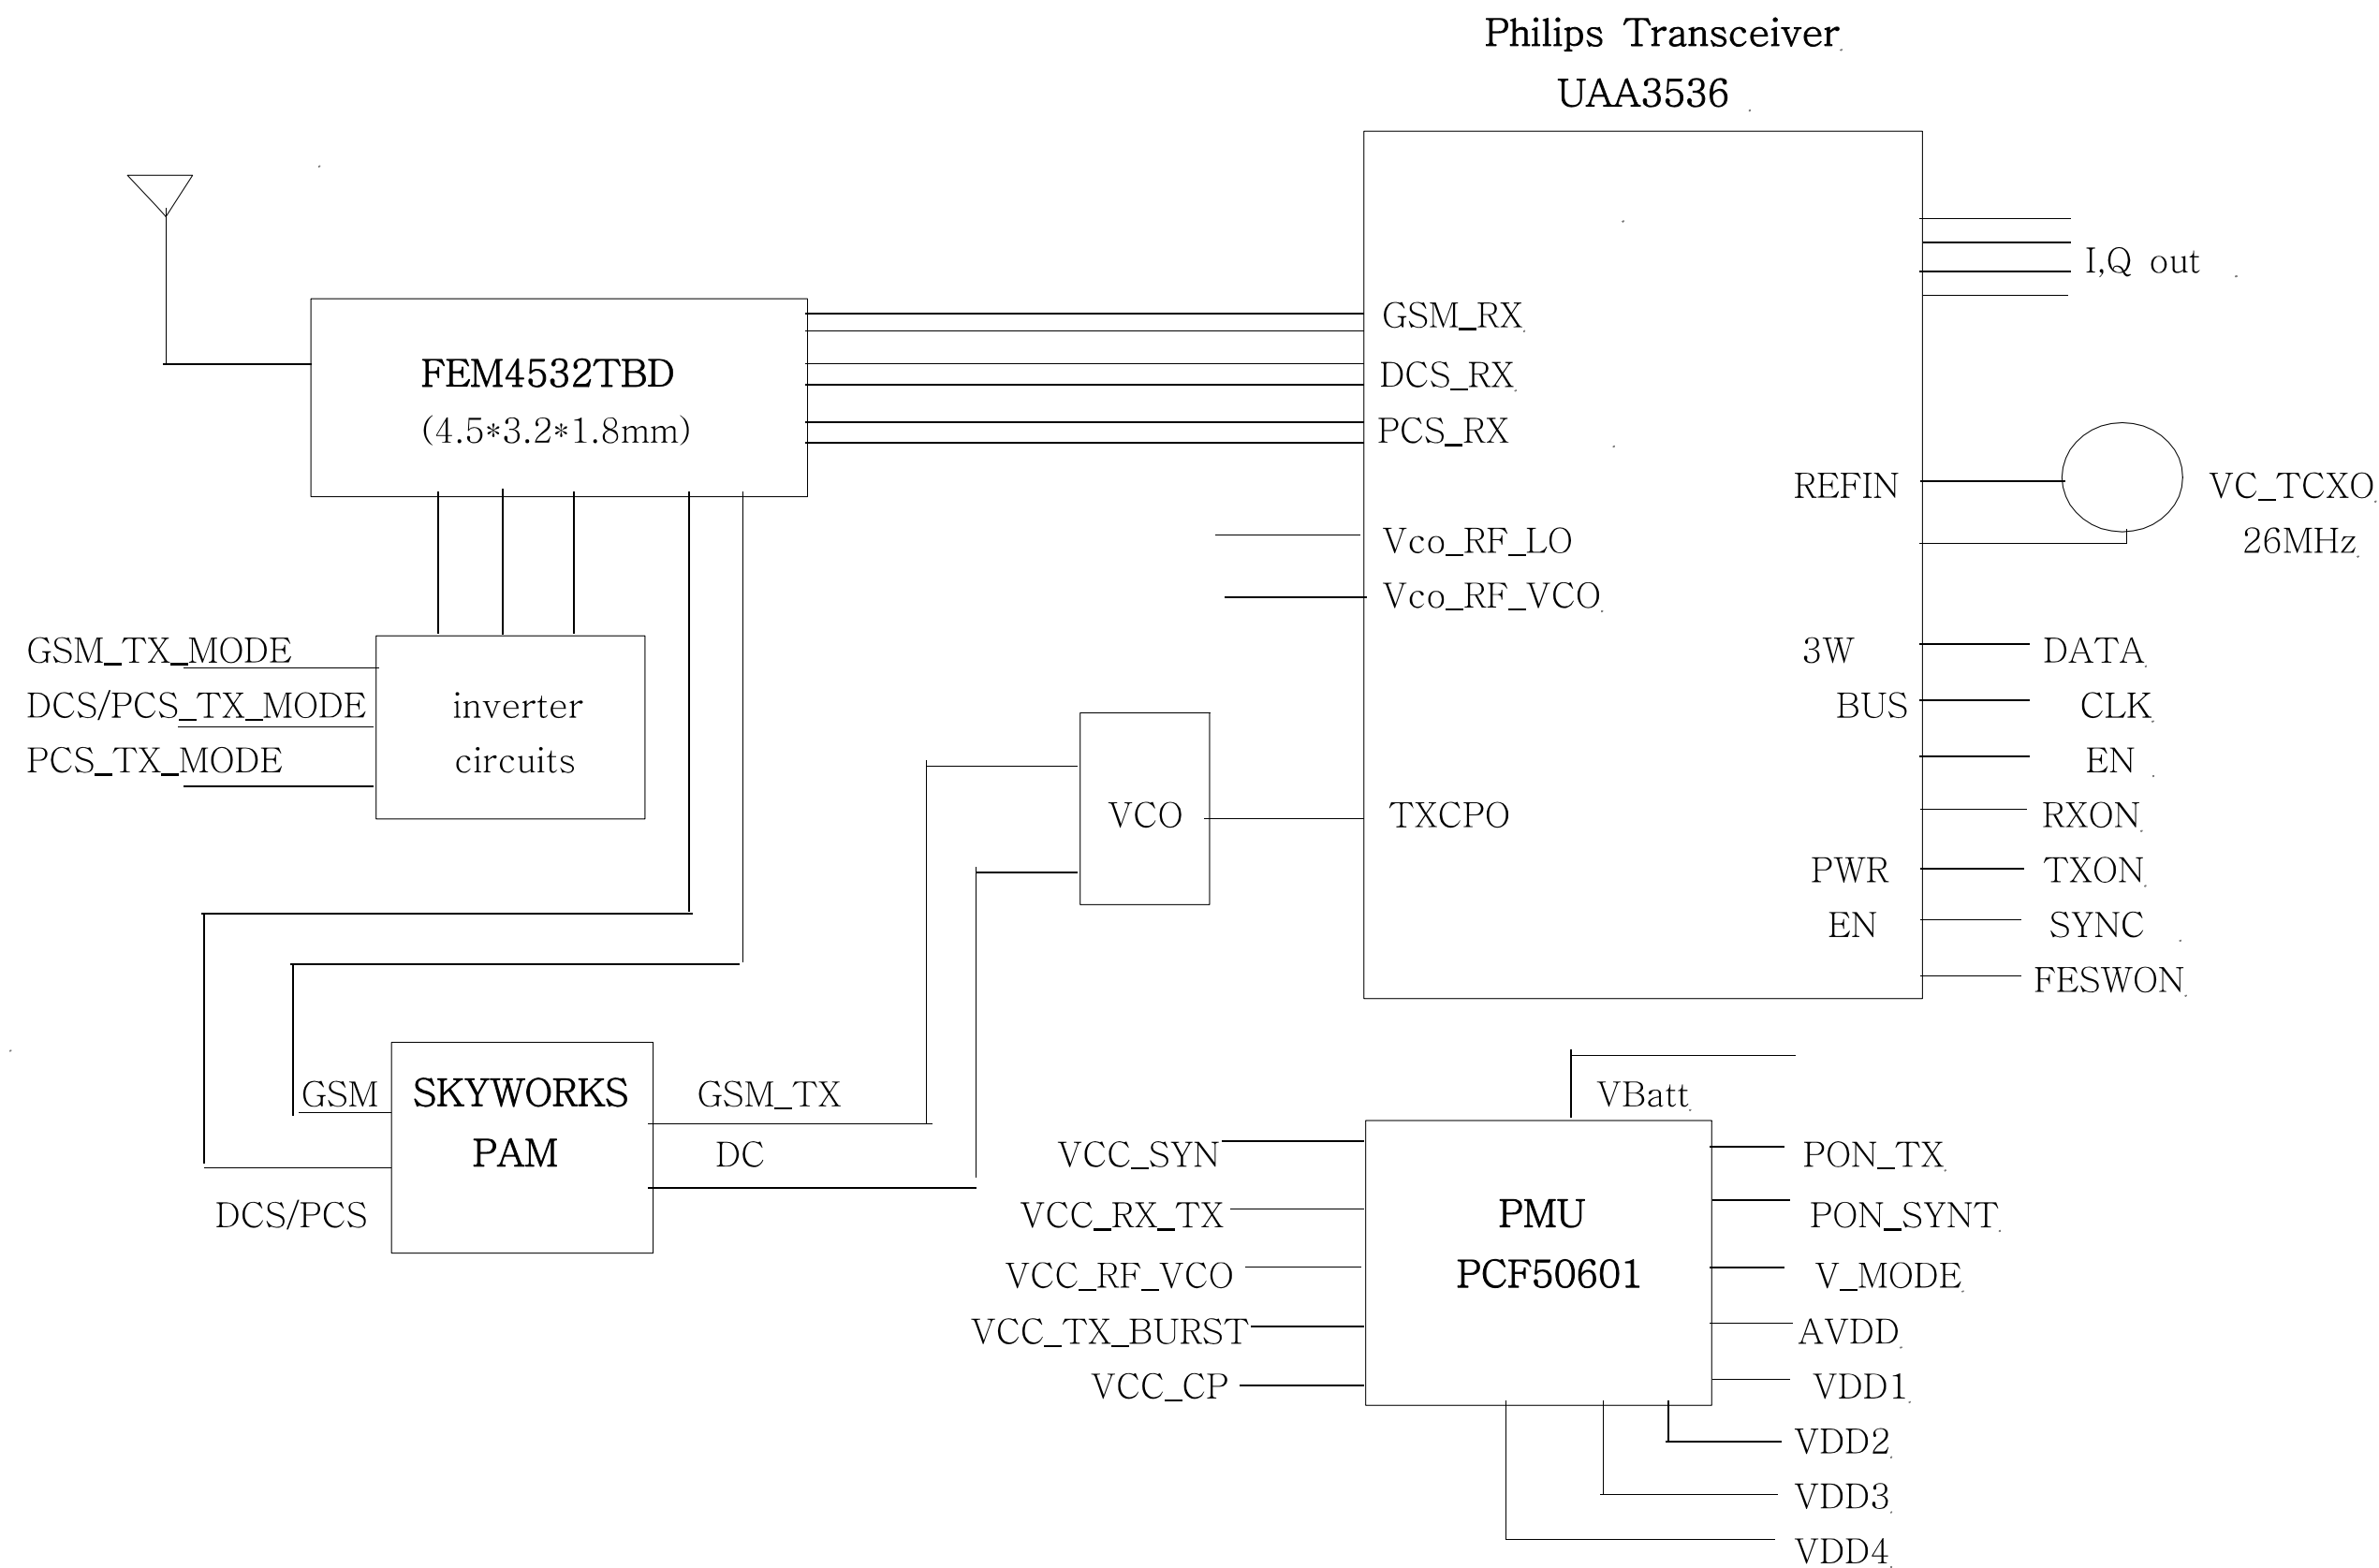 Philips Transceiver
UAA3536
I,Q out
GSM_RX
FEM4532TBD
DCS_RX
(4.5*3.2*1.8mm)
PCS_RX
REFIN
VC_TCXO
26MHz
Vco_RF_LO
Vco_RF_VCO
GSM_TX_MODE
DCS/PCS_TX_MODE
PCS_TX_MODE
inverter
circuits
3W
BUS
DATA
CLK
EN
VCO
TXCPO
RXON
PWR
EN
TXON
SYNC
FESWON
GSM
SKYWORKS
PAM
GSM_TX
DC
DCS/PCS
VBatt
VCC_SYN
VCC_RX_TX
VCC_RF_VCO
VCC_TX_BURST
VCC_CP
PMU
PCF50601
PON_TX
PON_SYNT
V_MODE
AVDD
VDD1
VDD2
VDD3
VDD4